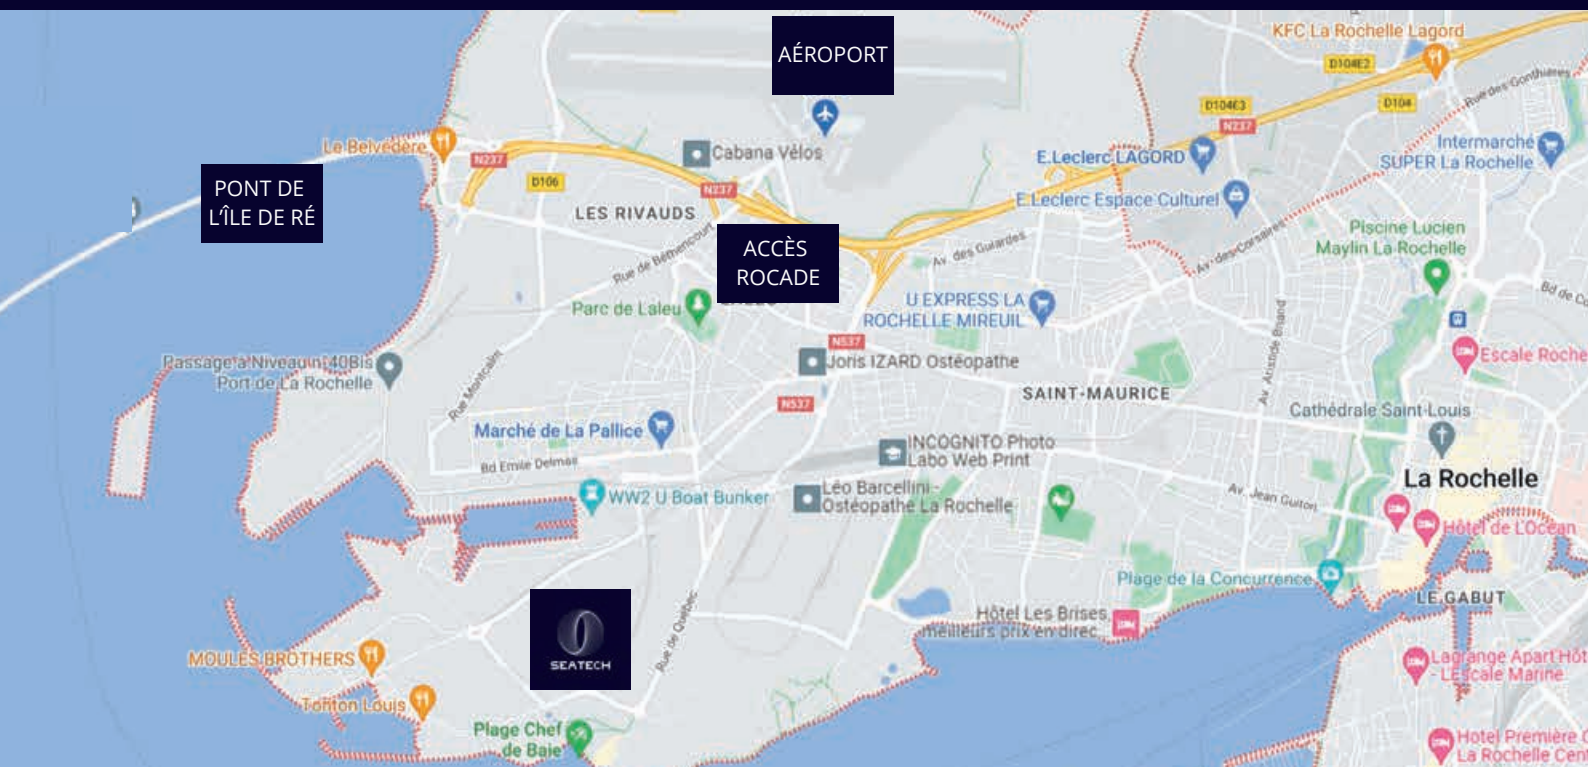 AÉROPORT
KFC La Rochelle Lagord
D104E2
Rue des Gonthières
D104E3
D104
N237
Le Belvédère
N237
Cabana Vélos
E.Leclerc LAGORD
Intermarché
SUPER La Rochelle
PONT DE
L'ÎLE DE RÉ
D106
N237
E.Leclerc Espace Culturel
LES RIVAUDS
Piscine Lucien
Maylin La Rochelle
Rue de Béthencourt
ACCÈS
ROCADE
Av. des Guiardes
Av. des Corsaires
Bd de Co
Parc de Laleu
U EXPRESS LA
ROCHELLE MIREUIL
Av. Aristide Briand
N537
Passage à Niveau n°40Bis
Port de La Rochelle
Joris IZARD Ostéopathe
Escale Roche
Rue Montcalm
SAINT-MAURICE
N537
Cathédrale Saint-Louis
Marché de La Pallice
INCOGNITO Photo
Labo Web Print
Bd Emile Delmas
La Rochelle
WW2 U Boat Bunker
Léo Barcellini -
Ostéopathe La Rochelle
Av. Jean Guiton
Hôtel de L'Océan
Plage de la Concurrence
LE GABUT
Hôtel Les Brises,
meilleurs prix en direc...
SEATECH
Rue de Québec
MOULES BROTHERS
Lagrange Apart'Hôt
- L'Escale Marine
Tonton Louis
Plage Chef
de Baie
Hotel Première C
La Rochelle Cent